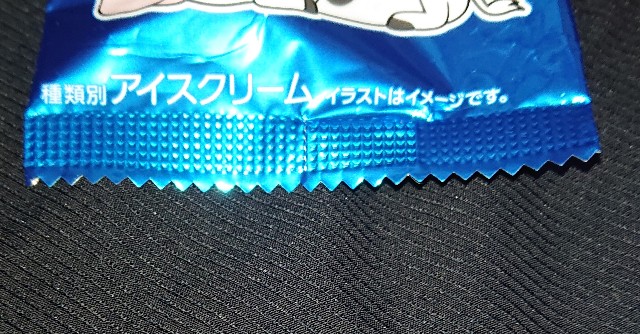 種類別 アイスクリーム イラストはイメージです。